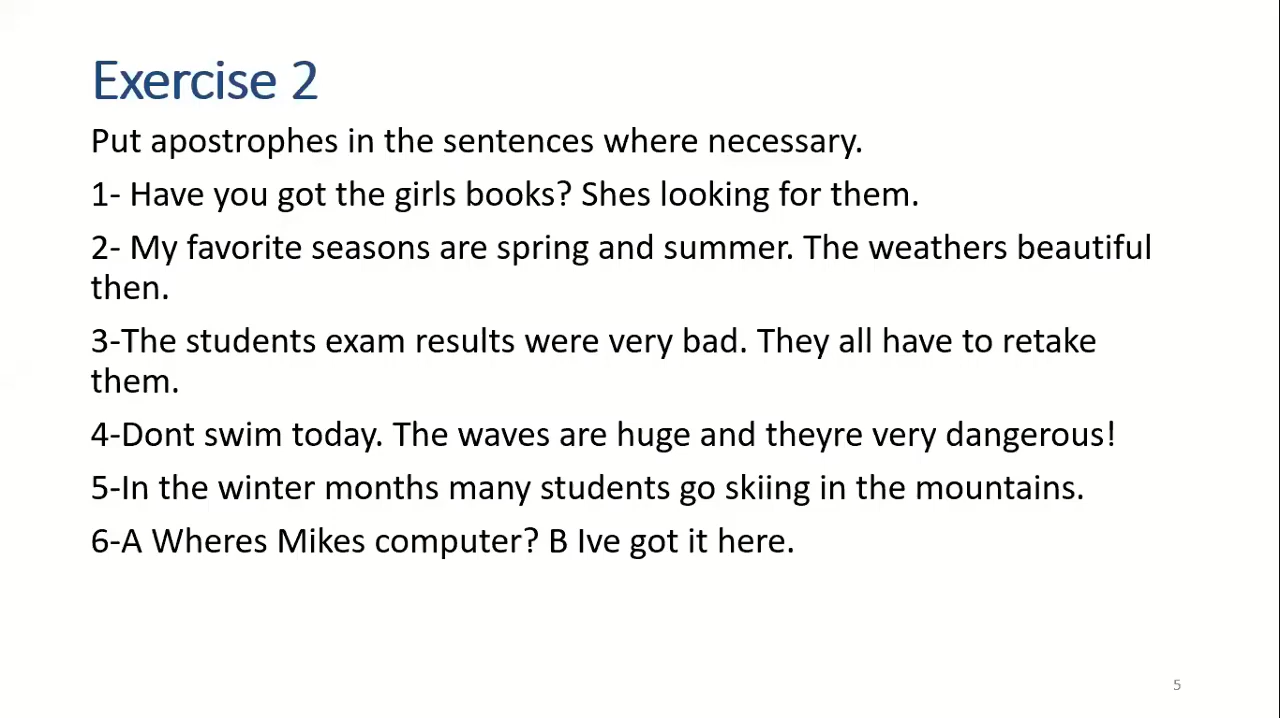 Exercise 2
Put apostrophes in the sentences where necessary.
1- Have you got the girls books? Shes looking for them.
2- My favorite seasons are spring and summer. The weathers beautiful
then.
3-The students exam results were very bad. They all have to retake
them.
4-Dont swim today. The waves are huge and theyre very dangerous!
5-In the winter months many students go skiing in the mountains.
6-A Wheres Mikes computer? B Ive got it here.
5